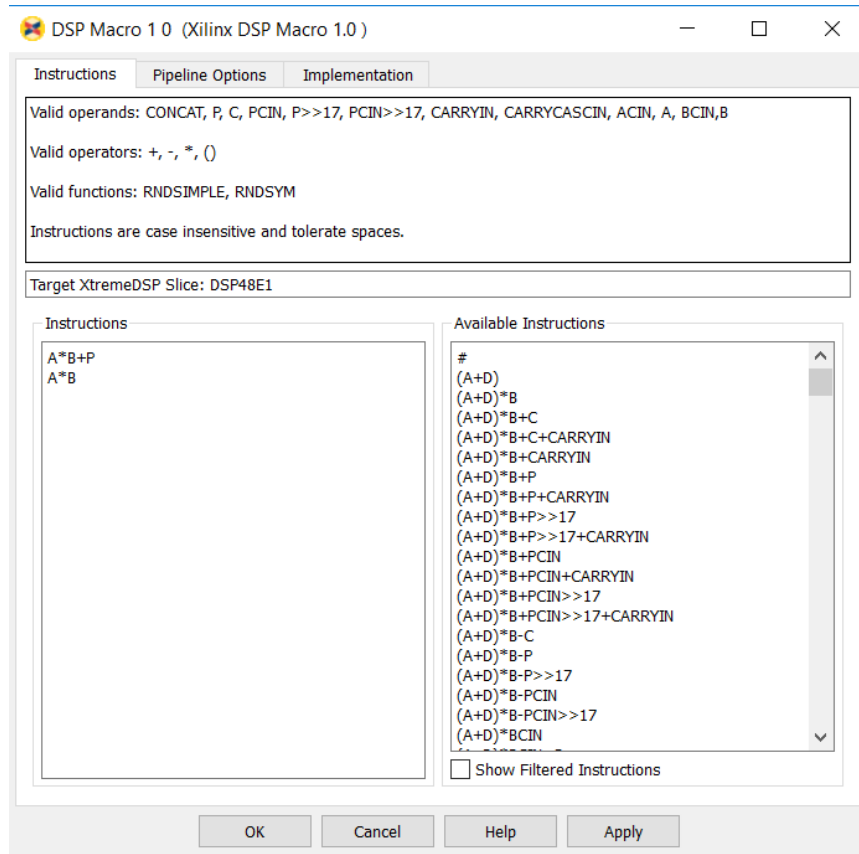 DSP Macro 1 0 (Xilinx DSP Macro 1.0 )
Instructions Pipeline Options Implementation
Valid operands: CONCAT, P, C, PCIN, P>>17, PCIN>>17, CARRYIN, CARRYCASCIN, ACIN, A, BCIN,B
Valid operators: +, -, *, ()
Valid functions: RNDSIMPLE, RNDSYM
Instructions are case insensitive and tolerate spaces.
Target XtremeDSP Slice: DSP48E1
Instructions
A*B+P
A*B
Available Instructions
#
(A+D)
(A+D)*B
(A+D)*B+C
(A+D)*B+C+CARRYIN
(A+D)*B+CARRYIN
(A+D)*B+P
(A+D)*B+P+CARRYIN
(A+D)*B+P>>17
(A+D)*B+P>>17+CARRYIN
(A+D)*B+PCIN
(A+D)*B+PCIN+CARRYIN
(A+D)*B+PCIN>>17
(A+D)*B+PCIN>>17+CARRYIN
(A+D)*B-C
(A+D)*B-P
(A+D)*B-P>>17
(A+D)*B-PCIN
(A+D)*B-PCIN>>17
(A+D)*BCIN
Show Filtered Instructions
OK Cancel Help Apply